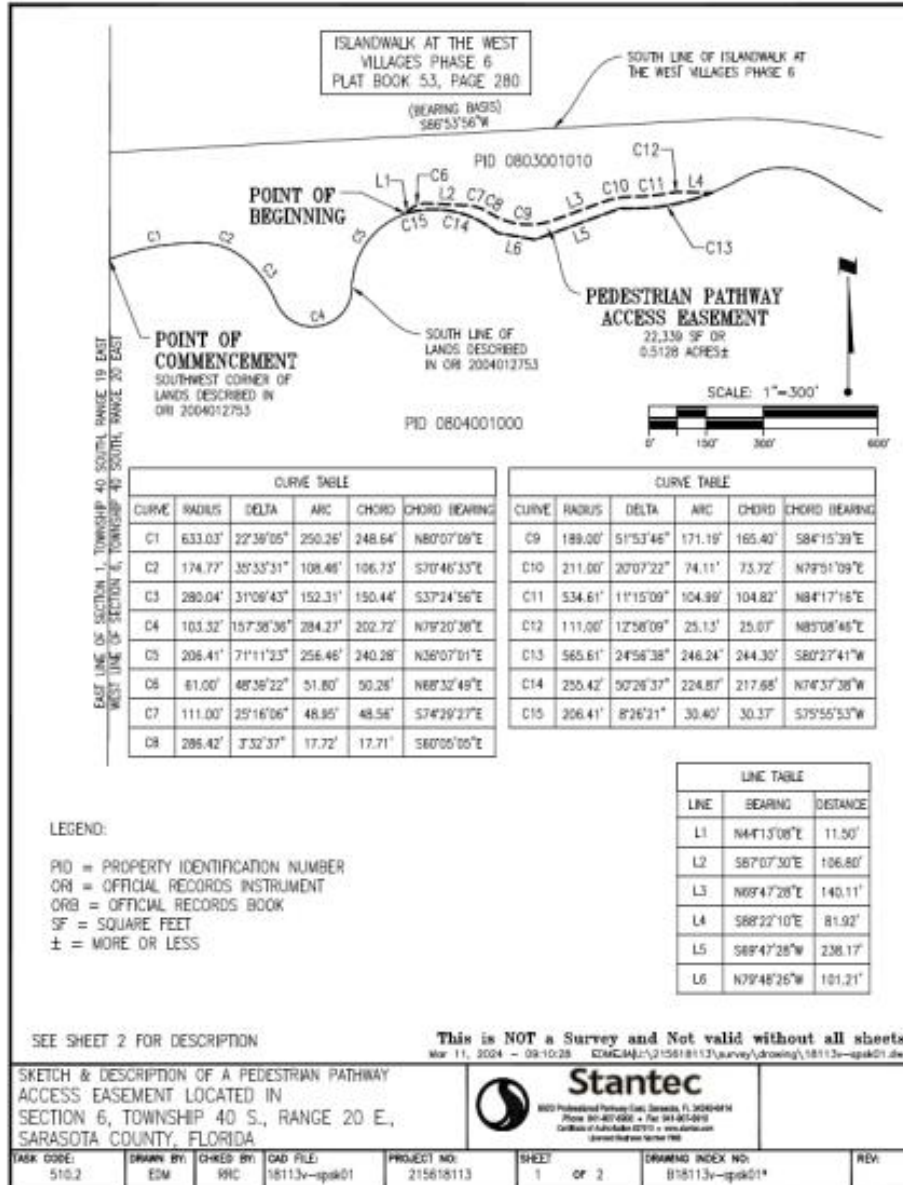 ISLANDWALK AT THE WEST
VILLAGES PHASE 6
PLAT BOOK 53, PAGE 280
SOUTH LINE OF ISLANDWALK AT
THE WEST VILLAGES PHASE 6
(BEARING BASIS)
S86°53'56"W
PID 0803001010
C12
L1
C6
L2
C7
C8
C9
L3
C10
C11
L4
POINT OF
BEGINNING
C15
C14
L6
L5
C13
C1
C2
C3
C4
C5
POINT OF
COMMENCEMENT
SOUTHWEST CORNER OF
LANDS DESCRIBED IN
ORI 2004012753
SOUTH LINE OF
LANDS DESCRIBED
IN ORI 2004012753
PEDESTRIAN PATHWAY
ACCESS EASEMENT
22,339 SF OR
0.5128 ACRES±
SCALE: 1"=300'
0' 150' 300' 600'
PID 0804001000
EAST LINE OF SECTION 1, TOWNSHIP 40 SOUTH, RANGE 19 EAST
WEST LINE OF SECTION 6, TOWNSHIP 40 SOUTH, RANGE 20 EAST
CURVE TABLE
CURVE RADIUS DELTA ARC CHORD CHORD BEARING
C1 633.03' 22°39'05" 250.26' 248.64' N80°07'09"E
C2 174.77' 35°33'31" 108.46' 106.73' S70°46'33"E
C3 280.04' 31°09'43" 152.31' 150.44' S37°24'56"E
C4 103.32' 157°38'36" 284.27' 202.72' N79°20'38"E
C5 206.41' 71°11'23" 256.46' 240.28' N36°07'01"E
C6 61.00' 48°39'22" 51.80' 50.26' N68°32'49"E
C7 111.00' 25°16'06" 48.95' 48.56' S74°29'27"E
C8 286.42' 3°32'37" 17.72' 17.71' S60°05'05"E
CURVE TABLE
CURVE RADIUS DELTA ARC CHORD CHORD BEARING
C9 189.00' 51°53'46" 171.19' 165.40' S84°15'39"E
C10 211.00' 20°07'22" 74.11' 73.72' N79°51'09"E
C11 534.61' 11°15'09" 104.99' 104.82' N84°17'16"E
C12 111.00' 12°58'09" 25.13' 25.07' N85°08'46"E
C13 565.61' 24°56'38" 246.24' 244.30' S80°27'41"W
C14 255.42' 50°26'37" 224.87' 217.68' N74°37'38"W
C15 206.41' 8°26'21" 30.40' 30.37' S75°55'53"W
LINE TABLE
LINE BEARING DISTANCE
L1 N44°13'08"E 11.50'
L2 S87°07'30"E 106.80'
L3 N69°47'28"E 140.11'
L4 S88°22'10"E 81.92'
L5 S69°47'28"W 238.17'
L6 N79°48'26"W 101.21'
LEGEND:
PID = PROPERTY IDENTIFICATION NUMBER
ORI = OFFICIAL RECORDS INSTRUMENT
ORB = OFFICIAL RECORDS BOOK
SF = SQUARE FEET
± = MORE OR LESS
SEE SHEET 2 FOR DESCRIPTION
This is NOT a Survey and Not valid without all sheets
Mar 11, 2024 - 09:10:28
SKETCH & DESCRIPTION OF A PEDESTRIAN PATHWAY
ACCESS EASEMENT LOCATED IN
SECTION 6, TOWNSHIP 40 S., RANGE 20 E.,
SARASOTA COUNTY, FLORIDA
Stantec
TASK CODE: 510.2
DRAWN BY: EDM
CHKED BY: RRC
CAD FILE: 18113v-spsk01
PROJECT NO: 215618113
SHEET 1 OF 2
DRAWING INDEX NO: B18113v-spsk01*
REV: